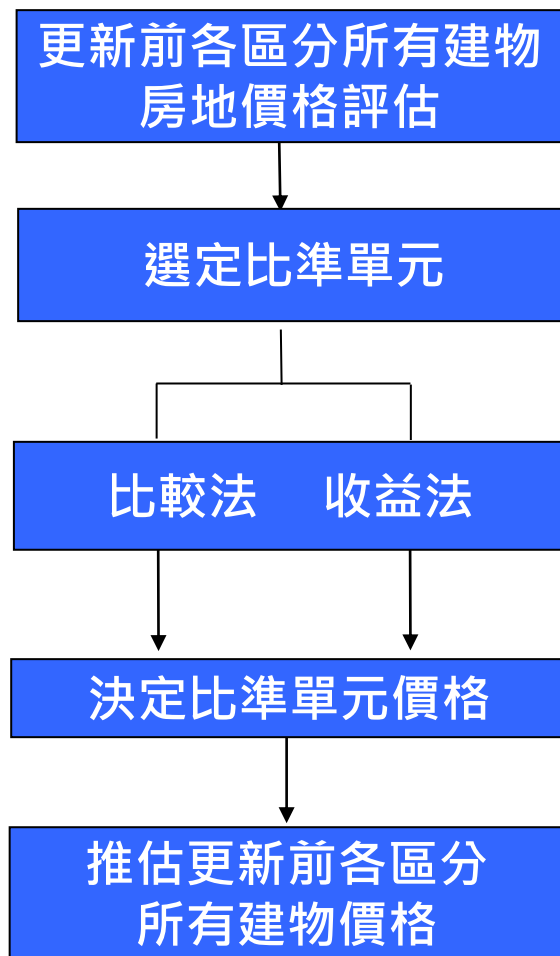 更新前各區分所有建物
房地價格評估
選定比準單元
比較法 收益法
決定比準單元價格
推估更新前各區分
所有建物價格